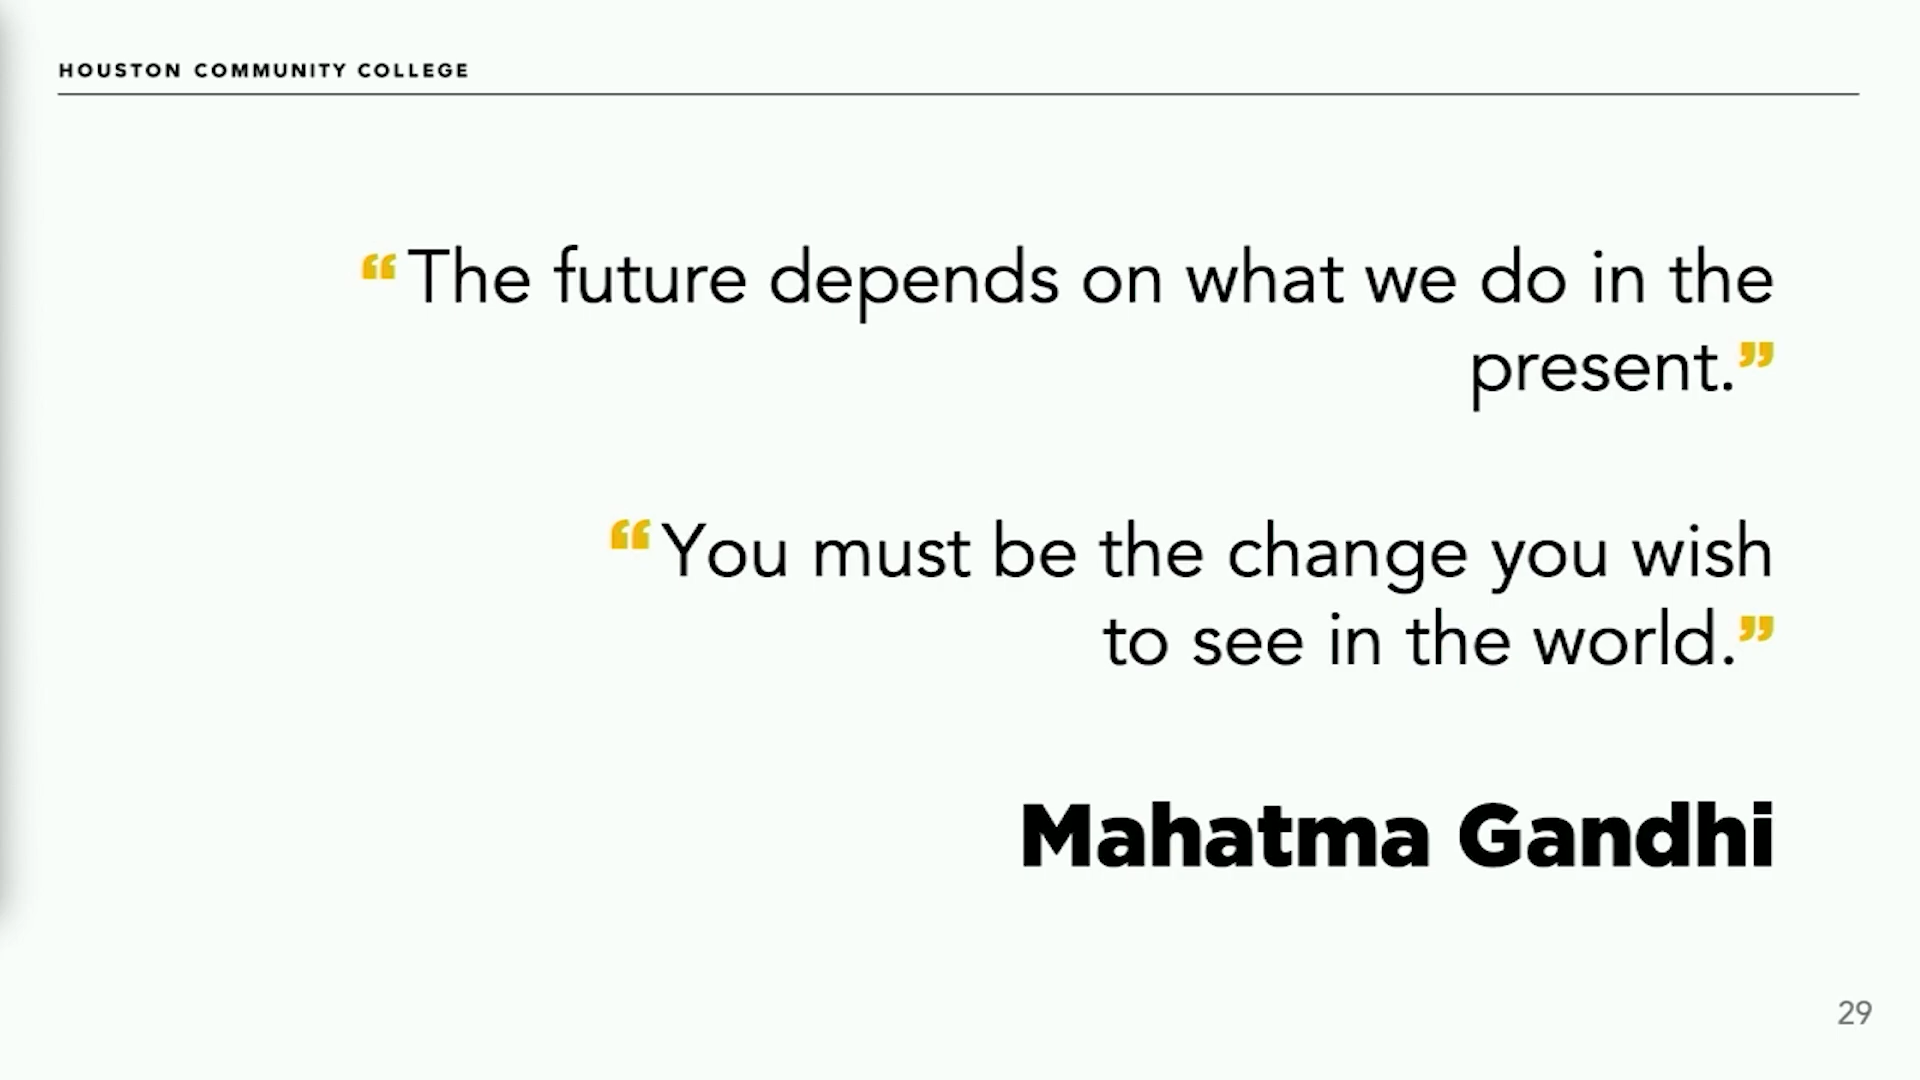 HOUSTON COMMUNITY COLLEGE
“The future depends on what we do in the
present.”
“You must be the change you wish
to see in the world.”
Mahatma Gandhi
29